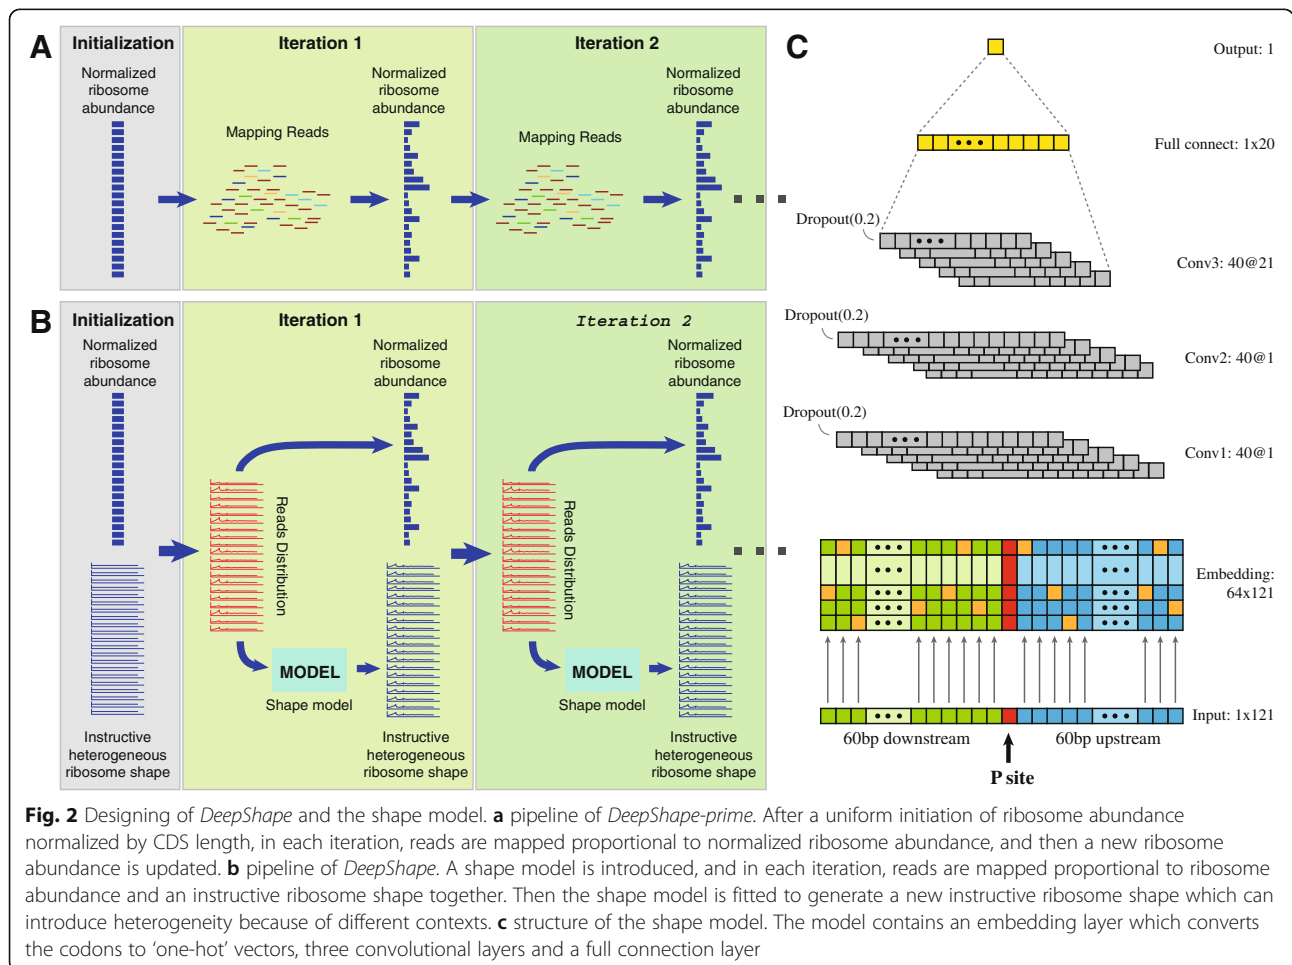 A
Initialization
Normalized
ribosome
abundance
Iteration 1
Mapping Reads
Normalized
ribosome
abundance
Iteration 2
Mapping Reads
Normalized
ribosome
abundance
B
Initialization
Normalized
ribosome
abundance
Instructive
heterogeneous
ribosome shape
Iteration 1
Reads Distribution
MODEL
Shape model
Normalized
ribosome
abundance
Instructive
heterogeneous
ribosome shape
Iteration 2
Reads Distribution
MODEL
Shape model
Normalized
ribosome
abundance
Instructive
heterogeneous
ribosome shape
C
Output: 1
Full connect: 1x20
Dropout(0.2)
Conv3: 40@21
Dropout(0.2)
Conv2: 40@1
Dropout(0.2)
Conv1: 40@1
Embedding:
64x121
Input: 1x121
60bp downstream
60bp upstream
P site
Fig. 2 Designing of DeepShape and the shape model. a pipeline of DeepShape-prime. After a uniform initiation of ribosome abundance
normalized by CDS length, in each iteration, reads are mapped proportional to normalized ribosome abundance, and then a new ribosome
abundance is updated. b pipeline of DeepShape. A shape model is introduced, and in each iteration, reads are mapped proportional to ribosome
abundance and an instructive ribosome shape together. Then the shape model is fitted to generate a new instructive ribosome shape which can
introduce heterogeneity because of different contexts. c structure of the shape model. The model contains an embedding layer which converts
the codons to ‘one-hot’ vectors, three convolutional layers and a full connection layer